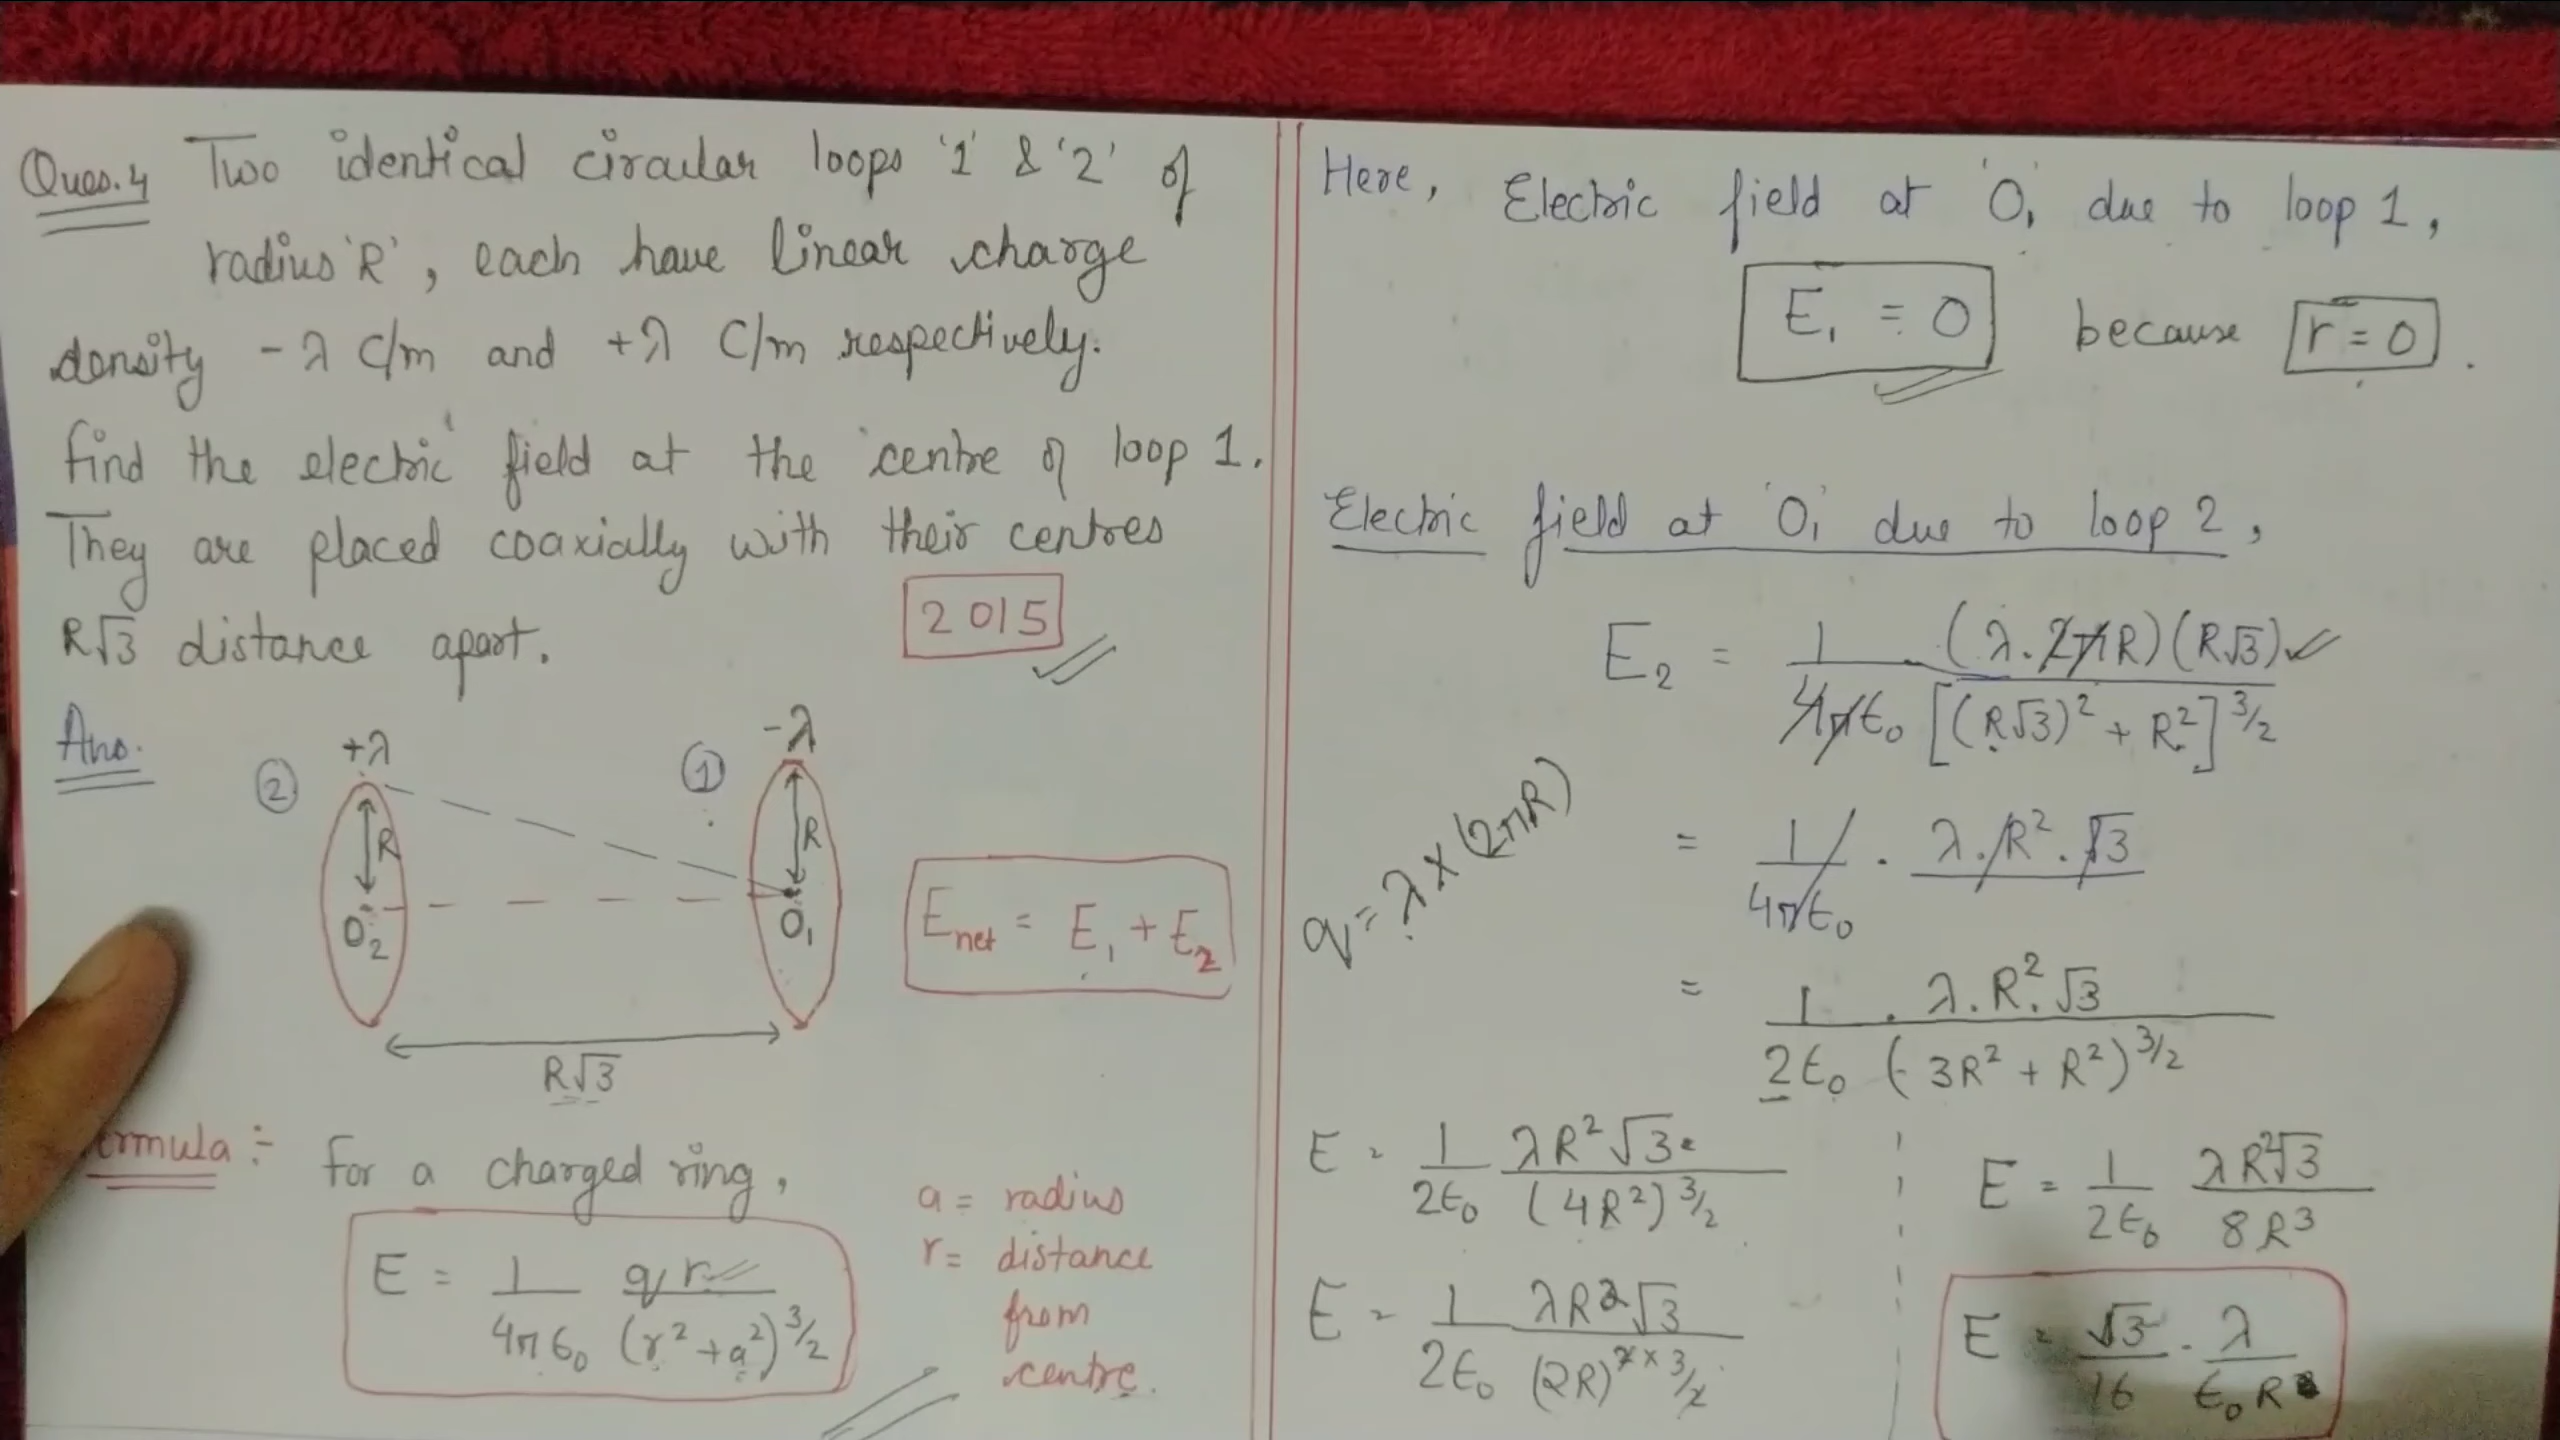 Ques.4 Two identical circular loops '1' & '2' of
radius 'R', each have linear charge
density -λ C/m and +λ C/m respectively.
find the electric field at the centre of loop 1.
They are placed coaxially with their centres
R√3 distance apart.
2015
Ans.
+λ
-λ
②
①
R
R
O₂
O₁
R√3
E_net = E₁ + E₂
ormula :- for a charged ring,
E = 1/4πε₀ qr/(r² + a²)^3/2
a = radius
r = distance
from
centre.
Here, Electric field at 'O₁' due to loop 1,
E₁ = 0 because r = 0.
Electric field at 'O₁' due to loop 2,
E₂ = 1/4πε₀ (λ.2πR)(R√3)/[(R√3)² + R²]^3/2
q = λ × (2πR)
= 1/4πε₀ . λ.R².√3
= 1/2ε₀ . λ.R².√3/(3R² + R²)^3/2
E = 1/2ε₀ λR²√3/(4R²)^3/2
E = 1/2ε₀ λR²√3/(2R)^2×3/2
E = 1/2ε₀ λR²√3/8R³
E = √3/16 . λ/ε₀R